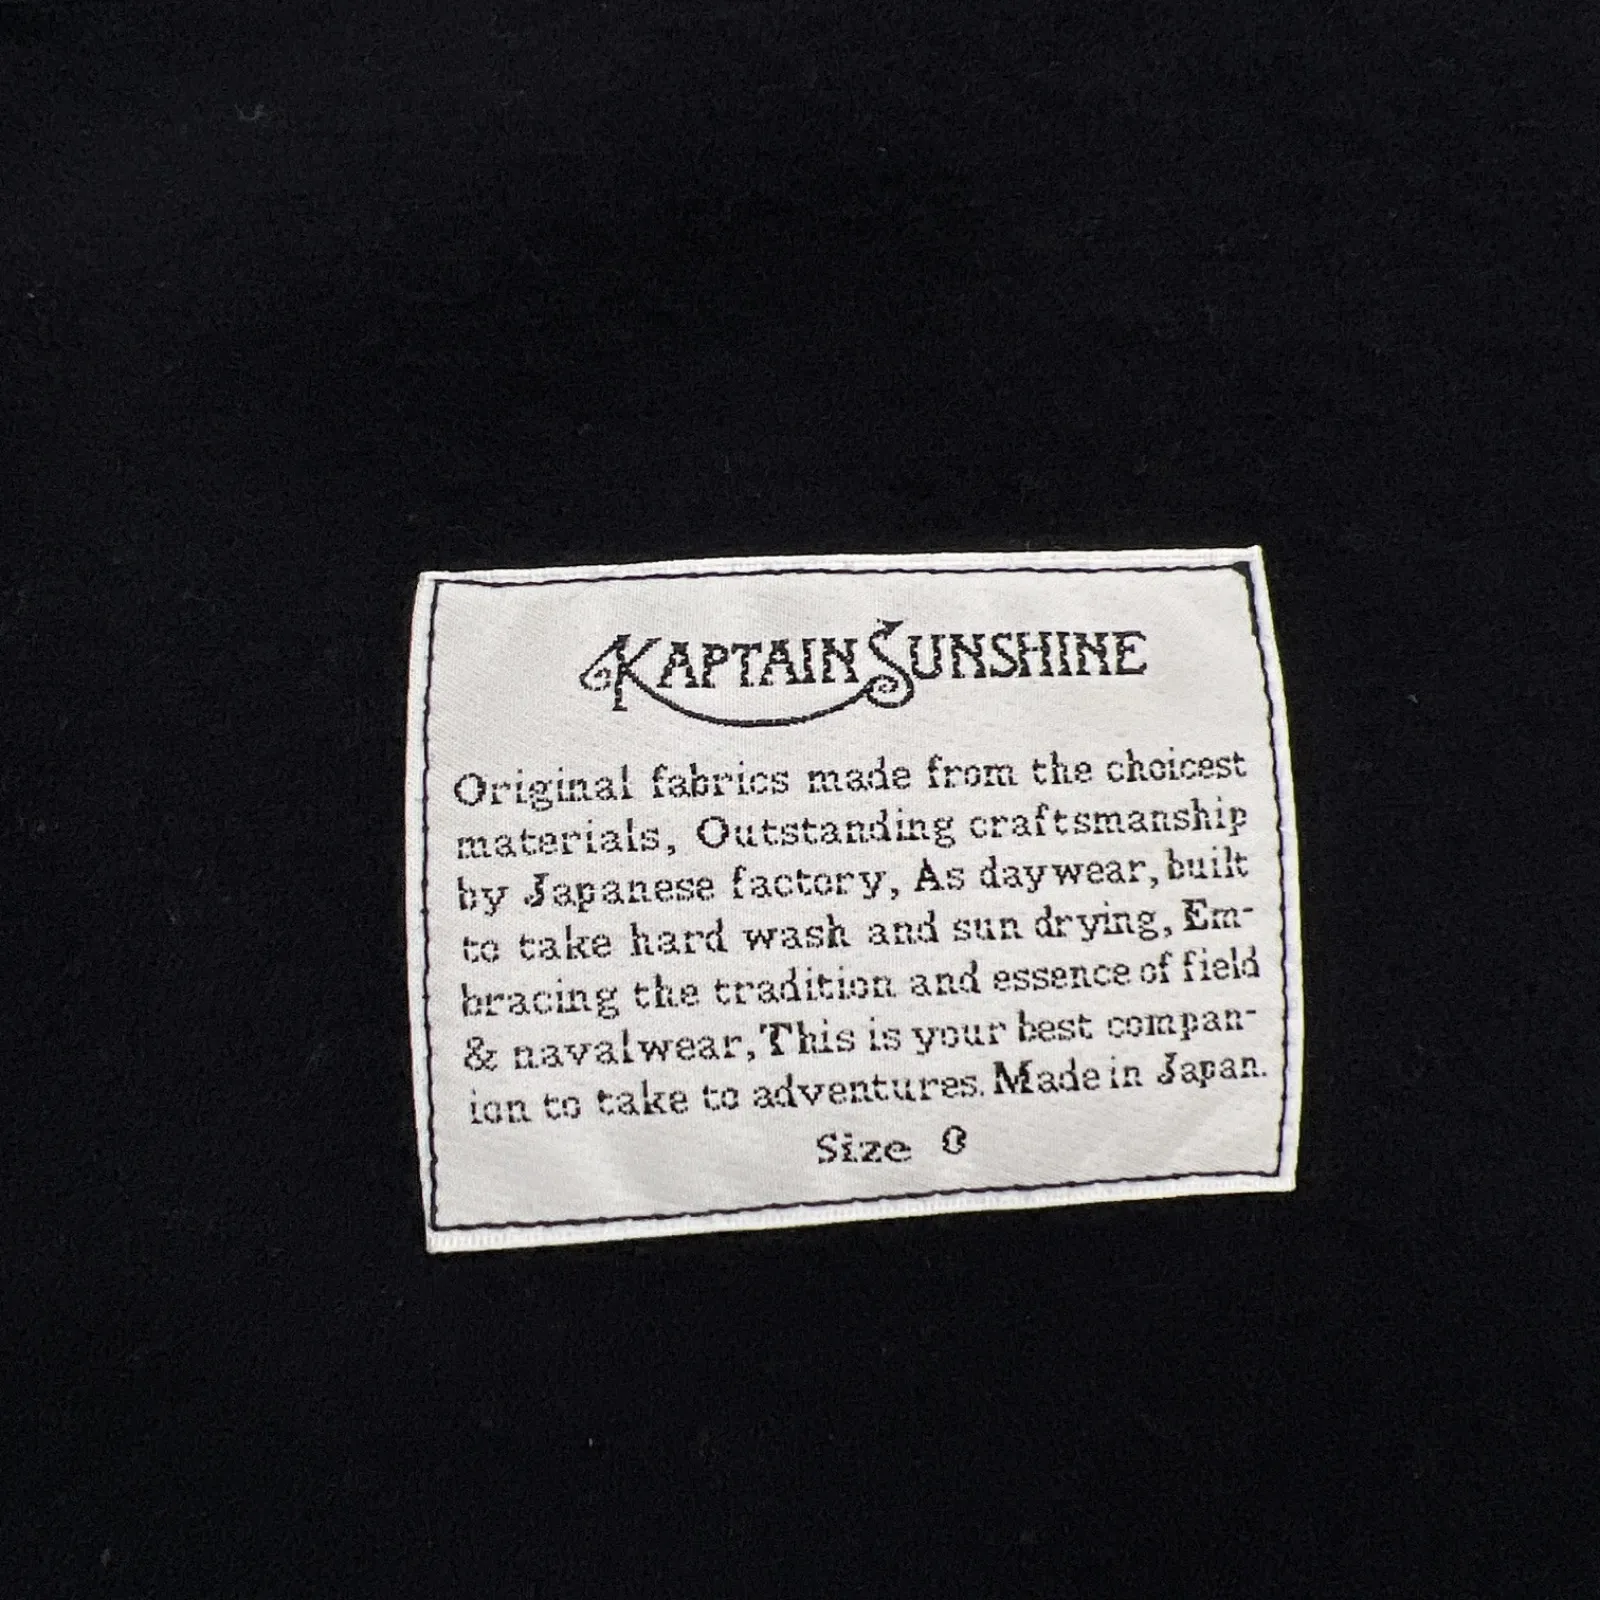 KAPTAIN SUNSHINE
Original fabrics made from the choicest
materials, Outstanding craftsmanship
by Japanese factory, As daywear, built
to take hard wash and sun drying, Em-
bracing the tradition and essence of field
& navalwear, This is your best compan-
ion to take to adventures. Made in Japan.
Size 0